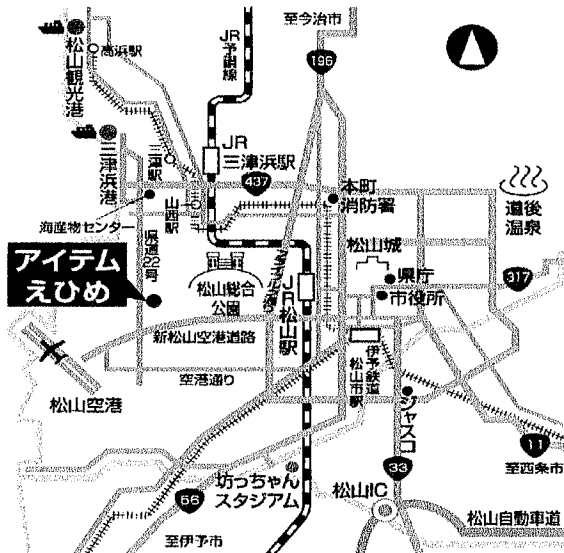 至今治市
JR予讃線
196
高浜駅
松山観光港
三津駅
三津浜港
JR
三津浜駅
437
本町
消防署
道後
温泉
海産物センター
山西駅
県道22号
松山城
県庁
市役所
317
アイテム
えひめ
松山総合
公園
JR松山駅
新松山空港道路
空港通り
伊予鉄道
松山市駅
松山空港
ジャスコ
11
至西条市
坊っちゃん
スタジアム
56
33
松山IC
至伊予市
松山自動車道